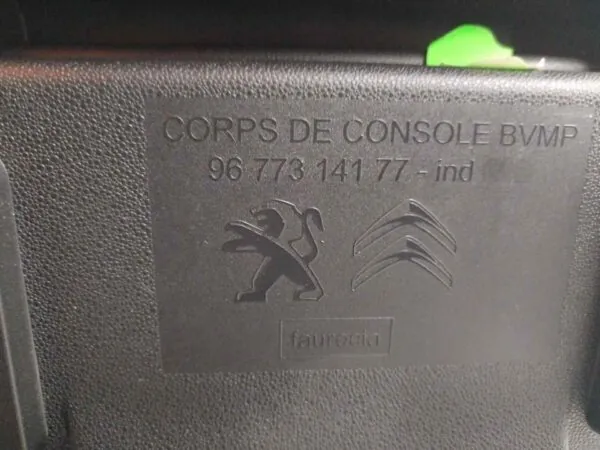 CORPS DE CONSOLE BVMP
96 773 141 77 - ind
faurecia